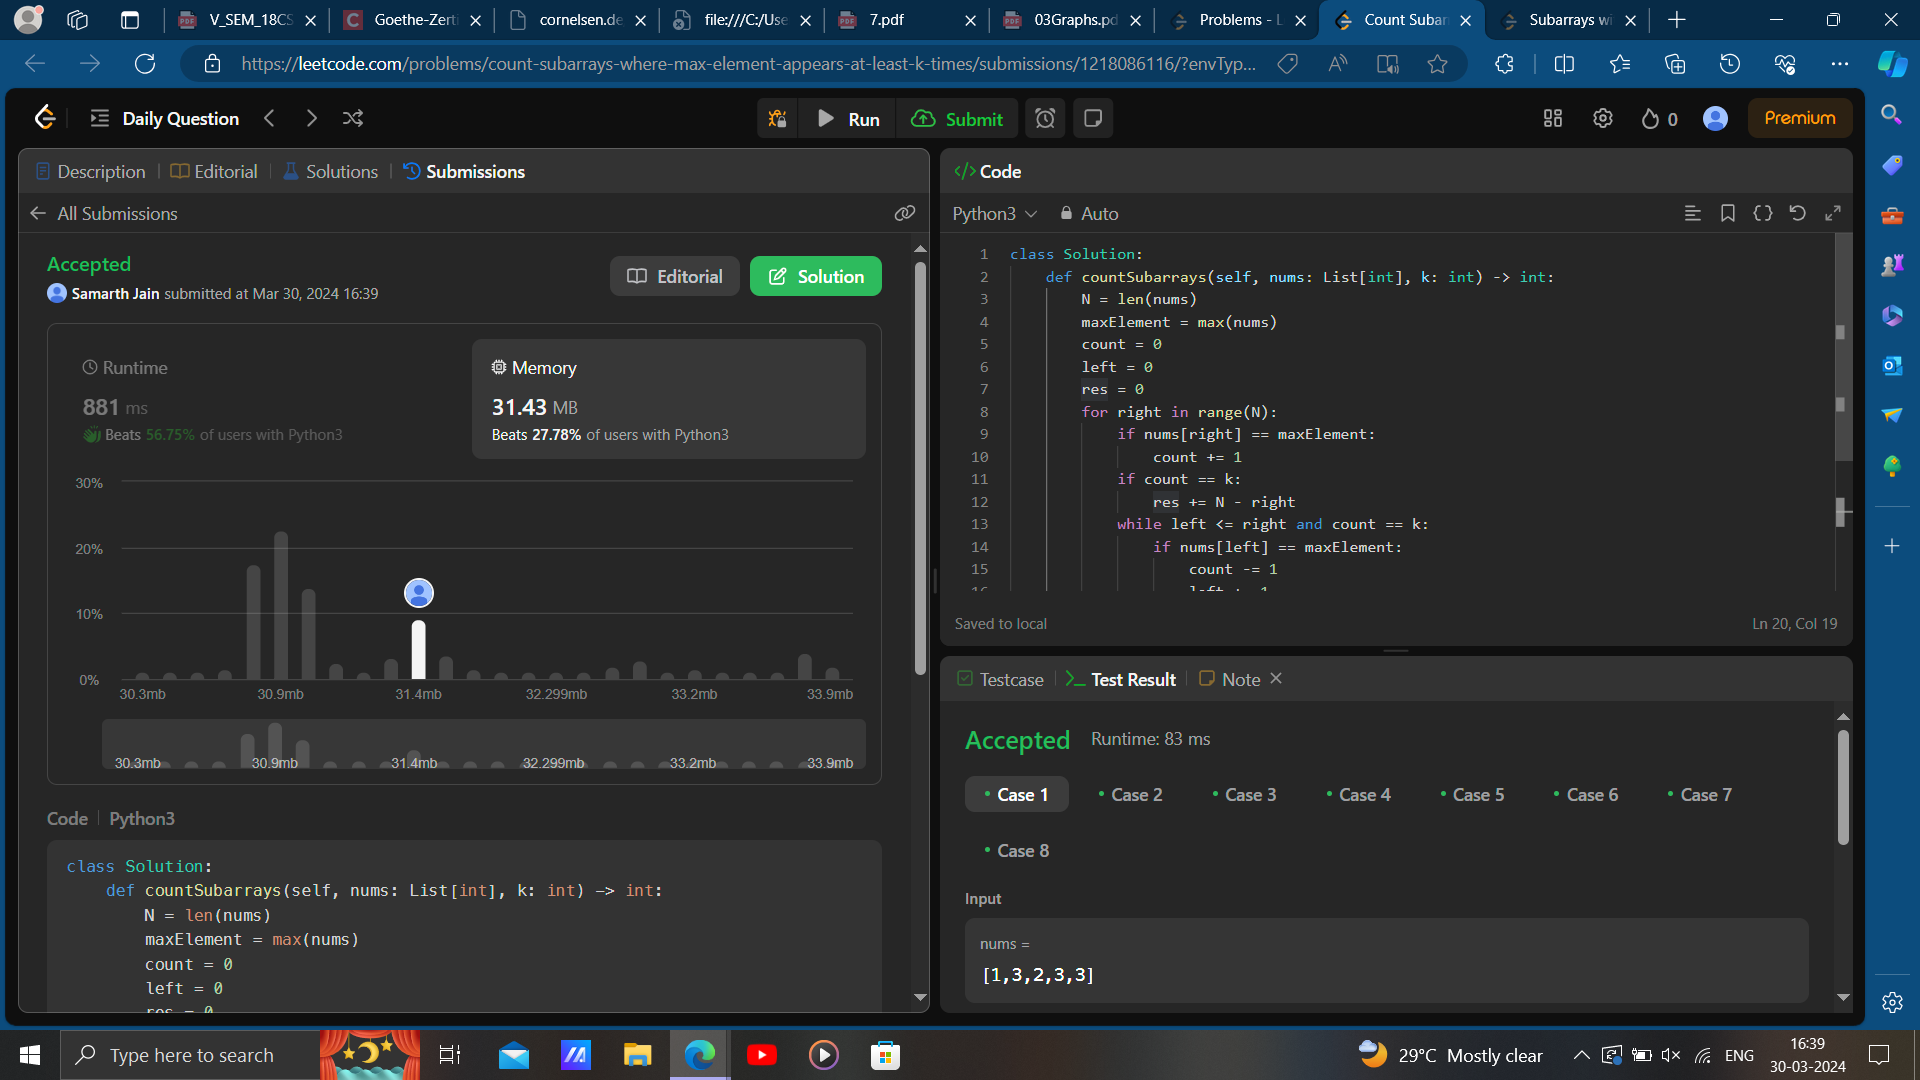 V_SEM_18CS
Goethe-Zerti
cornelsen.de
file:///C:/Use
7.pdf
03Graphs.pd
Problems - L
Count Subar
Subarrays wi
https://leetcode.com/problems/count-subarrays-where-max-element-appears-at-least-k-times/submissions/1218086116/?envTyp...
Daily Question
Run
Submit
0
Premium
Description
Editorial
Solutions
Submissions
All Submissions
Accepted
Samarth Jain submitted at Mar 30, 2024 16:39
Editorial
Solution
Runtime
881 ms
Beats 56.75% of users with Python3
Memory
31.43 MB
Beats 27.78% of users with Python3
30%
20%
10%
0%
30.3mb 30.9mb 31.4mb 32.299mb 33.2mb 33.9mb
30.3mb 30.9mb 31.4mb 32.299mb 33.2mb 33.9mb
Code | Python3
class Solution:
    def countSubarrays(self, nums: List[int], k: int) -> int:
        N = len(nums)
        maxElement = max(nums)
        count = 0
        left = 0
        res = 0
</> Code
Python3
Auto
1 class Solution:
2     def countSubarrays(self, nums: List[int], k: int) -> int:
3         N = len(nums)
4         maxElement = max(nums)
5         count = 0
6         left = 0
7         res = 0
8         for right in range(N):
9             if nums[right] == maxElement:
10                 count += 1
11             if count == k:
12                 res += N - right
13             while left <= right and count == k:
14                 if nums[left] == maxElement:
15                     count -= 1
16                 left + 1
Saved to local
Ln 20, Col 19
Testcase
Test Result
Note
Accepted Runtime: 83 ms
Case 1
Case 2
Case 3
Case 4
Case 5
Case 6
Case 7
Case 8
Input
nums =
[1,3,2,3,3]
Type here to search
29°C Mostly clear
ENG
16:39
30-03-2024